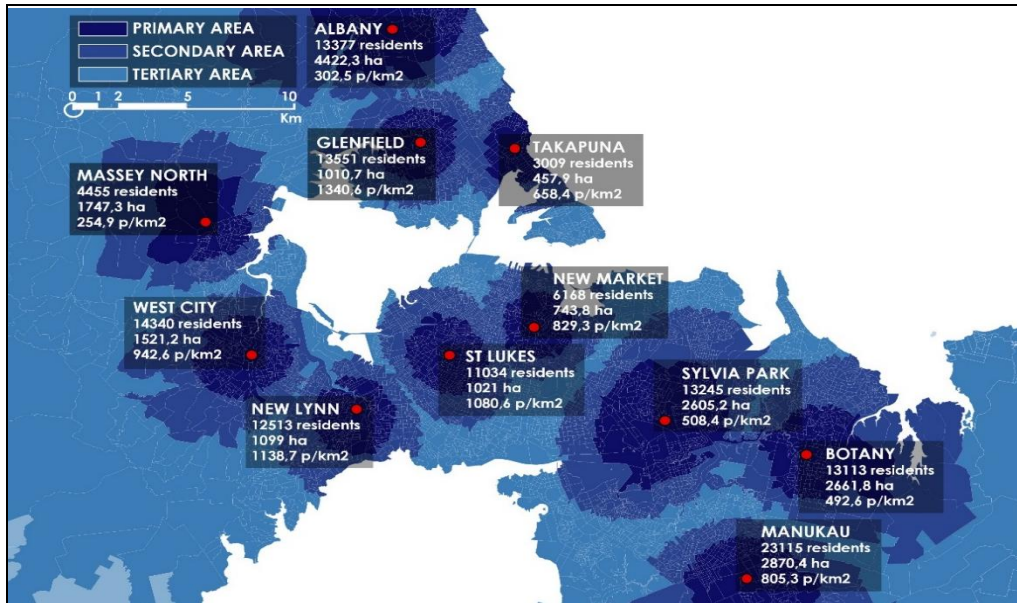 PRIMARY AREA
SECONDARY AREA
TERTIARY AREA
0 1 2 5 10
Km
ALBANY
13377 residents
4422,3 ha
302,5 p/km2
GLENFIELD
13551 residents
1010,7 ha
1340,6 p/km2
TAKAPUNA
3009 residents
457,9 ha
658,4 p/km2
MASSEY NORTH
4455 residents
1747,3 ha
254,9 p/km2
NEW MARKET
6168 residents
743,8 ha
829,3 p/km2
WEST CITY
14340 residents
1521,2 ha
942,6 p/km2
ST LUKES
11034 residents
1021 ha
1080,6 p/km2
SYLVIA PARK
13245 residents
2605,2 ha
508,4 p/km2
NEW LYNN
12513 residents
1099 ha
1138,7 p/km2
BOTANY
13113 residents
2661,8 ha
492,6 p/km2
MANUKAU
23115 residents
2870,4 ha
805,3 p/km2